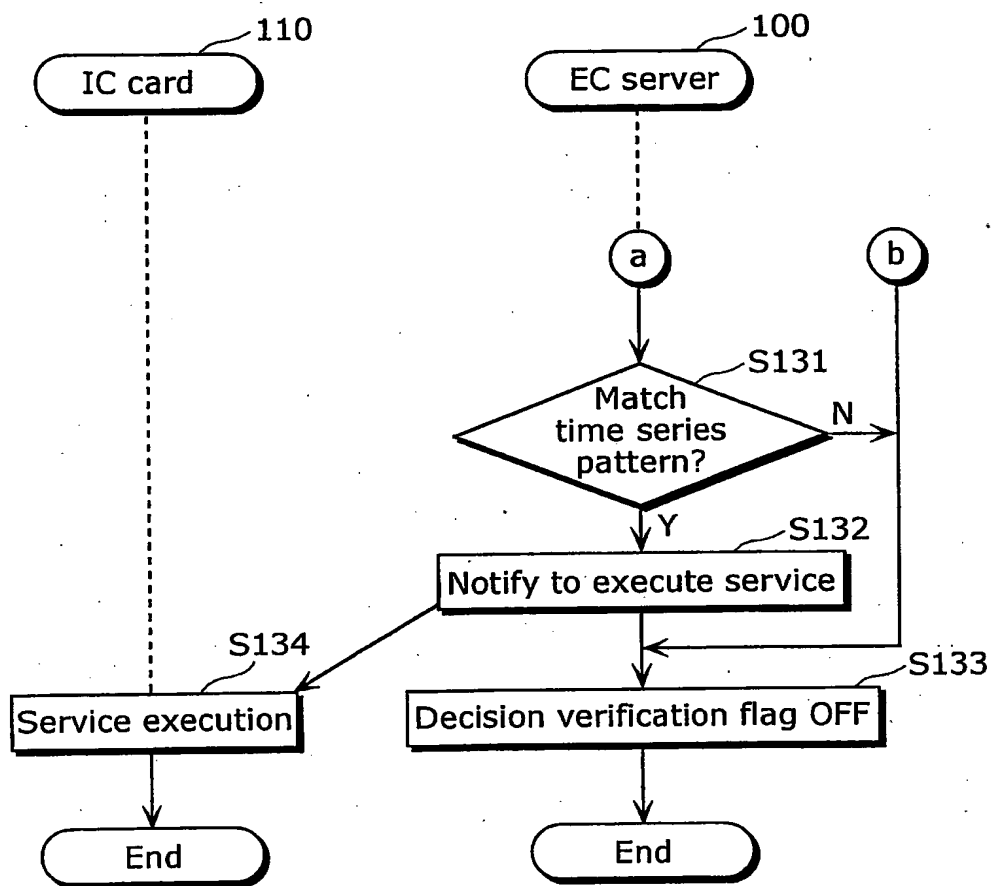 110
IC card
100
EC server
a
b
S131
Match
time series
pattern?
N
Y
S132
Notify to execute service
S134
Service execution
S133
Decision verification flag OFF
End
End